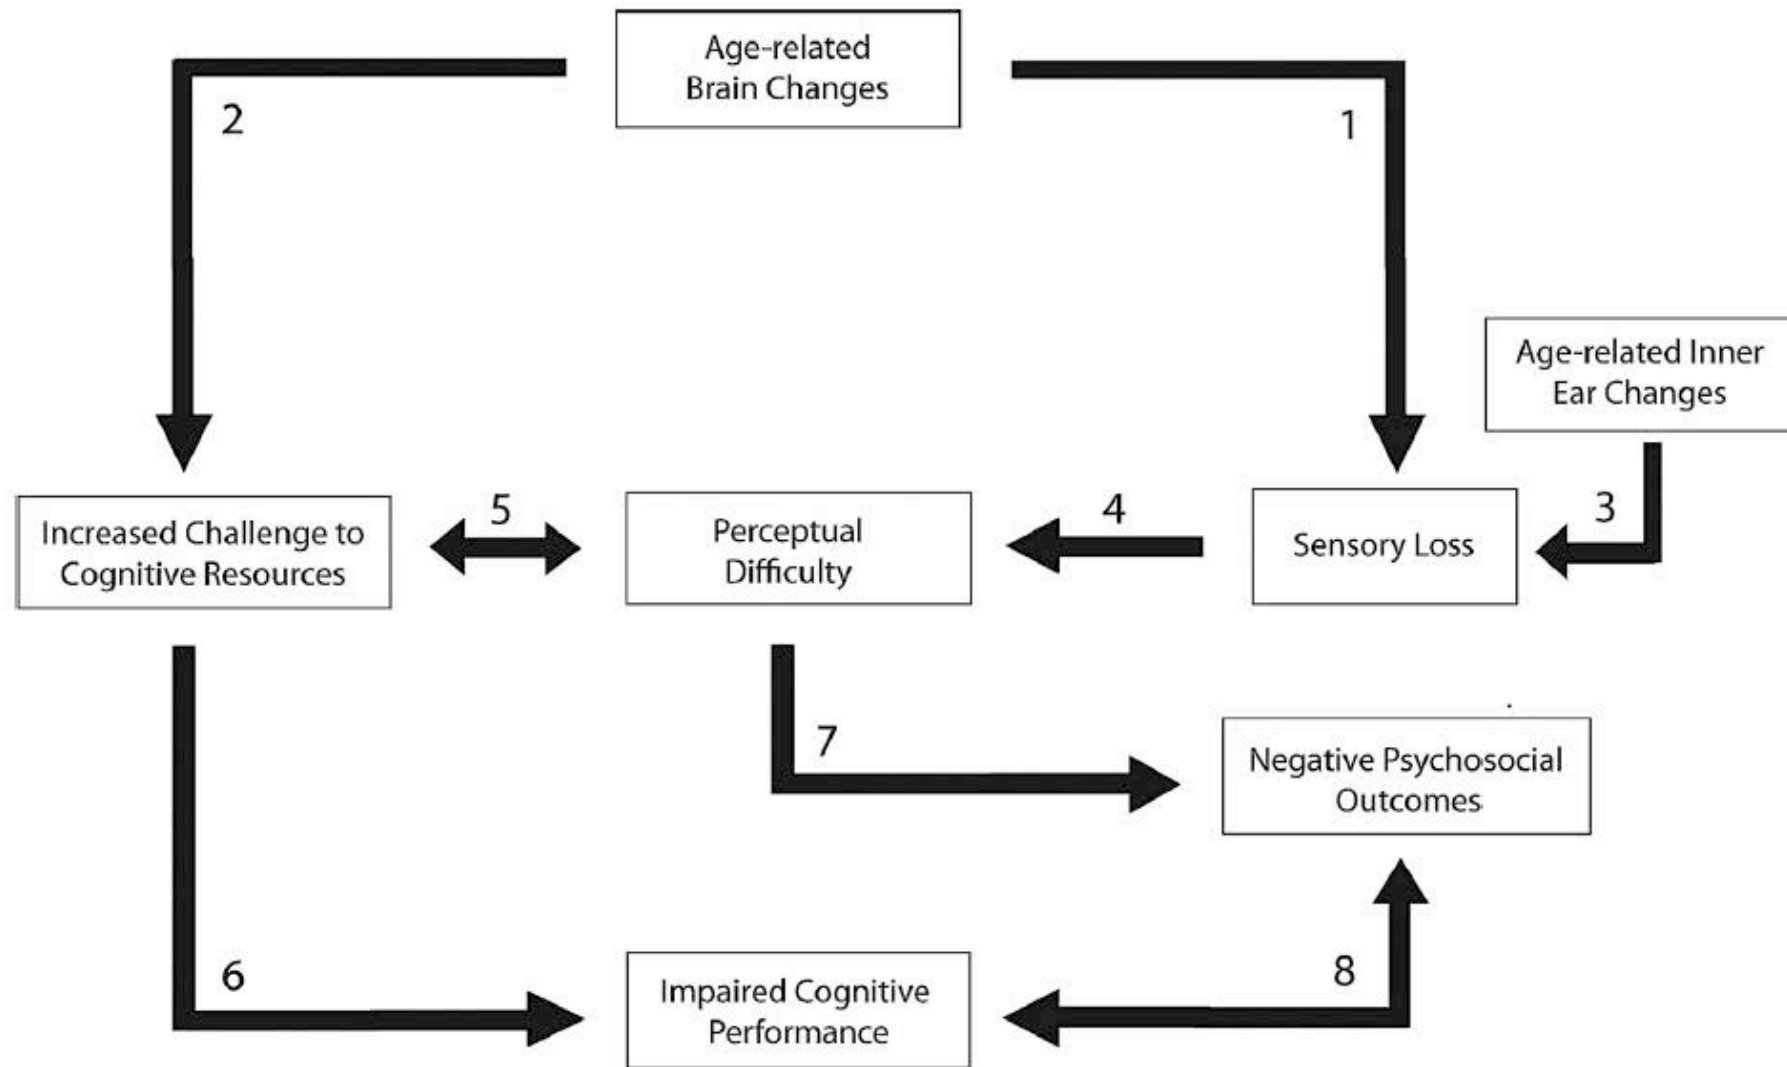 Age-related
Brain Changes
2
1
Age-related Inner
Ear Changes
Increased Challenge to
Cognitive Resources
5
Perceptual
Difficulty
4
Sensory Loss
3
7
Negative Psychosocial
Outcomes
6
Impaired Cognitive
Performance
8